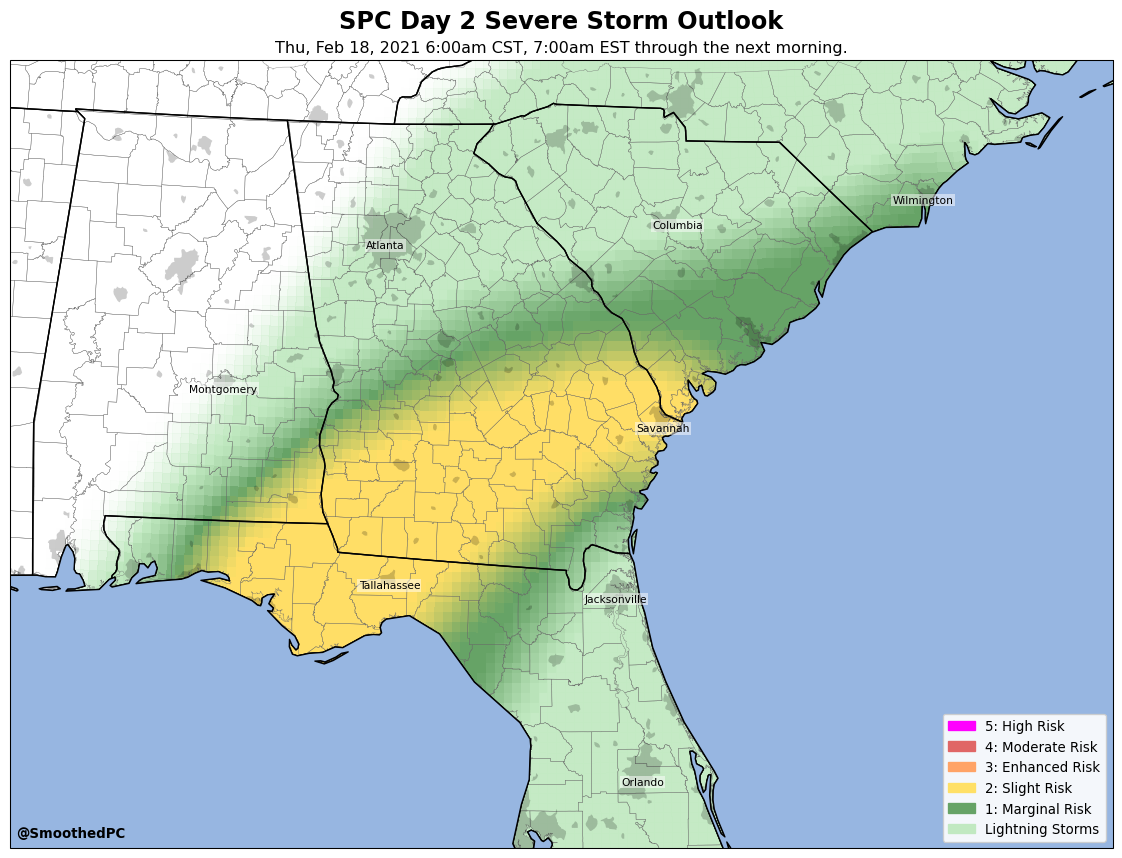 SPC Day 2 Severe Storm Outlook
Thu, Feb 18, 2021 6:00am CST, 7:00am EST through the next morning.
Wilmington
Columbia
Atlanta
Montgomery
Savannah
Tallahassee
Jacksonville
Orlando
5: High Risk
4: Moderate Risk
3: Enhanced Risk
2: Slight Risk
1: Marginal Risk
Lightning Storms
@SmoothedPC